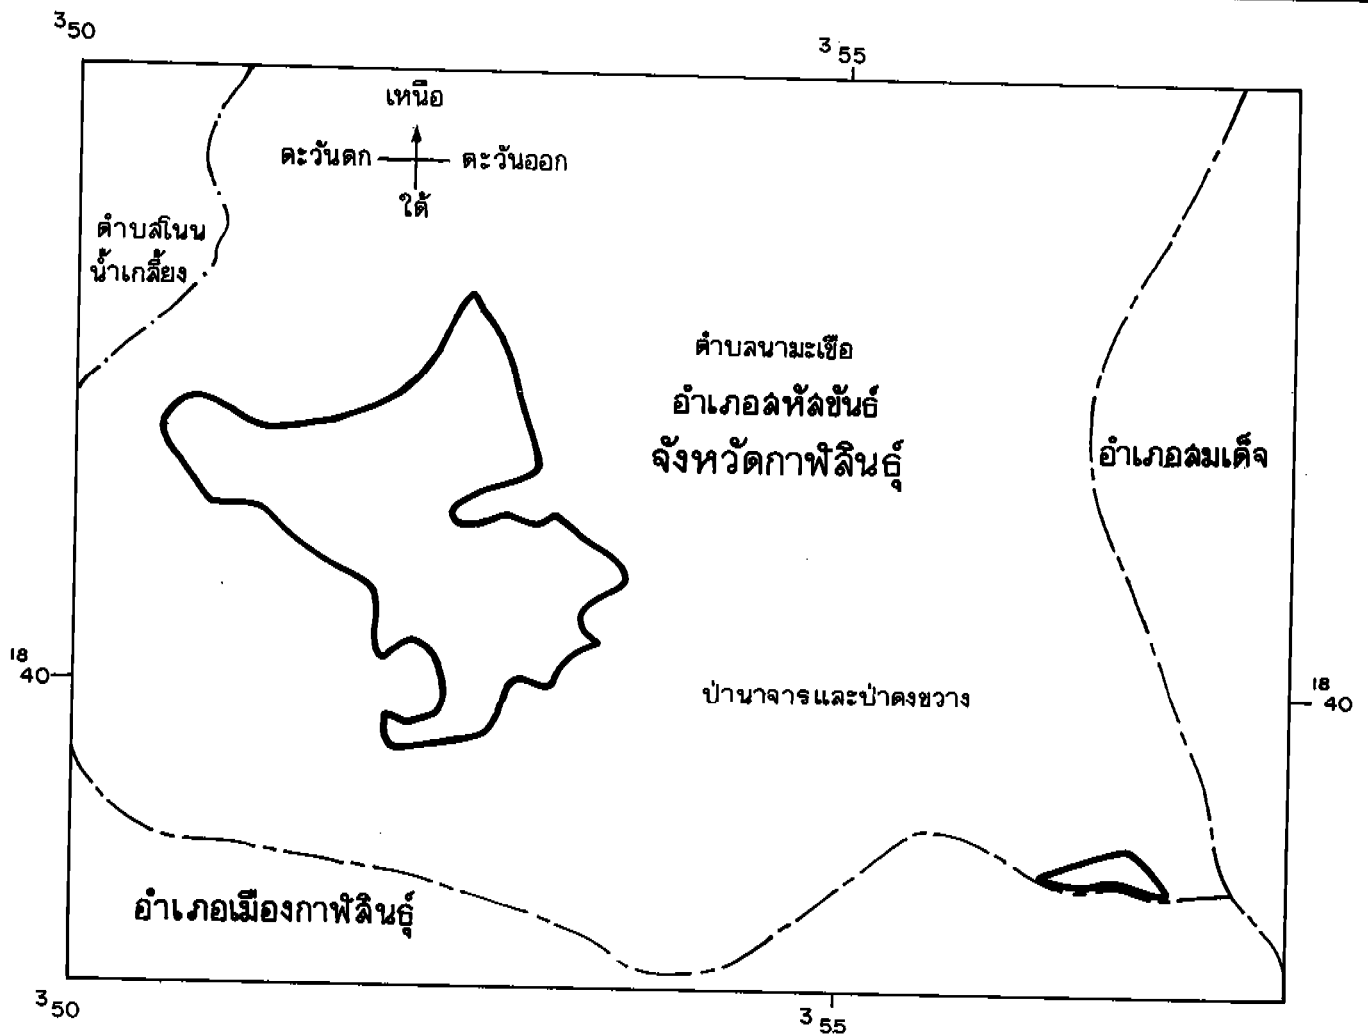 3 50
3 55
เหนือ
ตะวันตก
ตะวันออก
ใต้
ตำบลโนน
น้ำเกลี้ยง
ตำบลนามะเขือ
อำเภอสหัสขันธ์
จังหวัดกาฬสินธุ์
อำเภอสมเด็จ
18 40
ป่านาจารและป่าดงขวาง
18 40
อำเภอเมืองกาฬสินธุ์
3 50
3 55